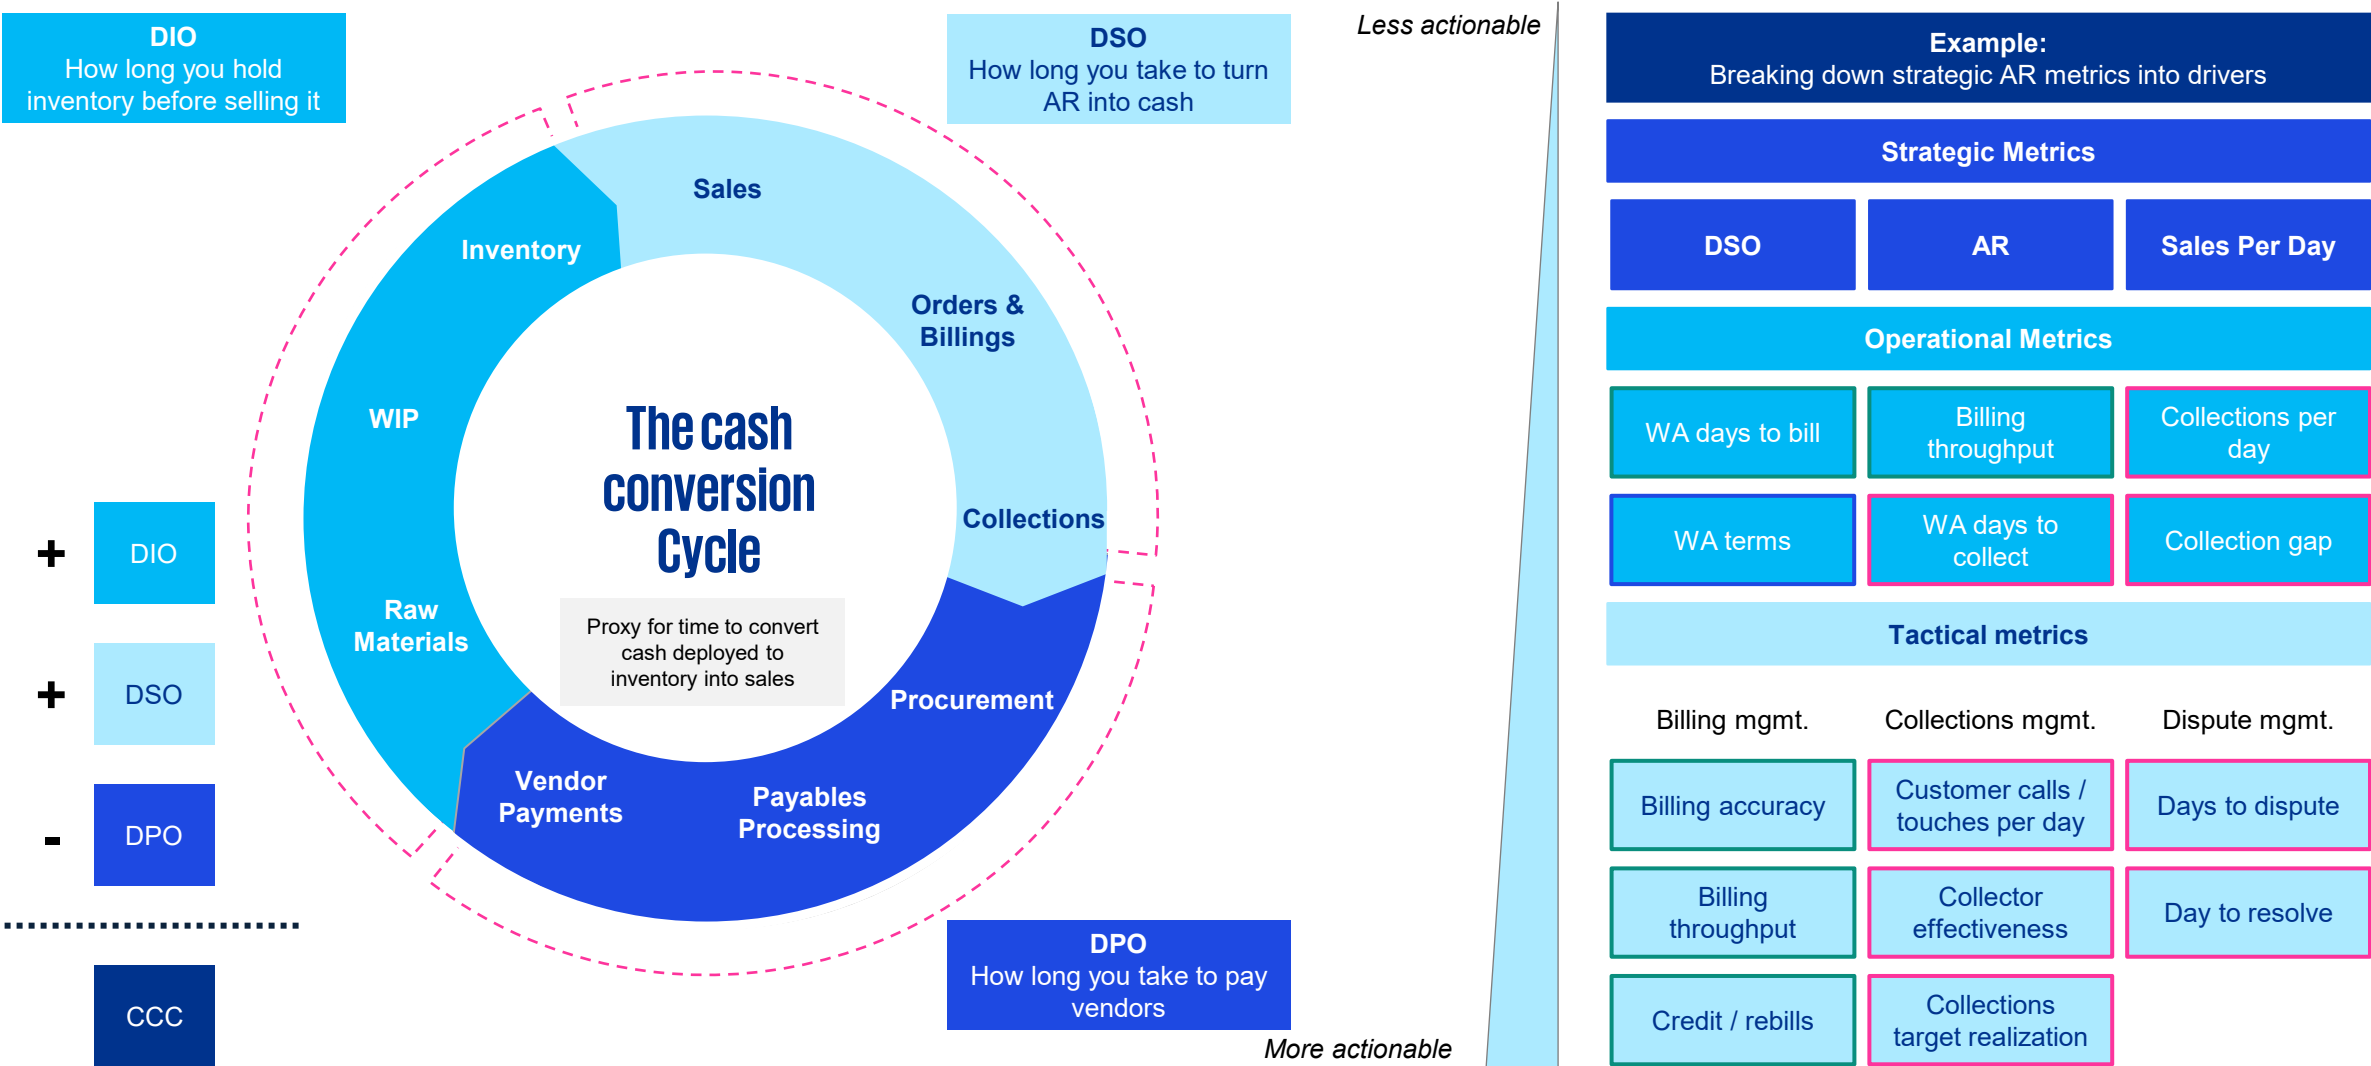 DIO
How long you hold
inventory before selling it
DSO
How long you take to turn
AR into cash
Sales
Inventory
Orders &
Billings
WIP
The cash
conversion
Cycle
Collections
Proxy for time to convert
cash deployed to
inventory into sales
Raw
Materials
Procurement
Vendor
Payments
Payables
Processing
DPO
How long you take to pay
vendors
+ DIO
+ DSO
- DPO
CCC
Less actionable
More actionable
Example:
Breaking down strategic AR metrics into drivers
Strategic Metrics
DSO
AR
Sales Per Day
Operational Metrics
WA days to bill
Billing
throughput
Collections per
day
WA terms
WA days to
collect
Collection gap
Tactical metrics
Billing mgmt.
Collections mgmt.
Dispute mgmt.
Billing accuracy
Customer calls /
touches per day
Days to dispute
Billing
throughput
Collector
effectiveness
Day to resolve
Credit / rebills
Collections
target realization